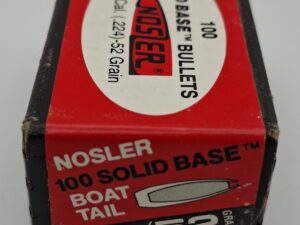 100
D BASE™ BULLETS
NOSLER®
Cal. (.224)-52 Grain
NOSLER
100 SOLID BASE™
BOAT
TAIL